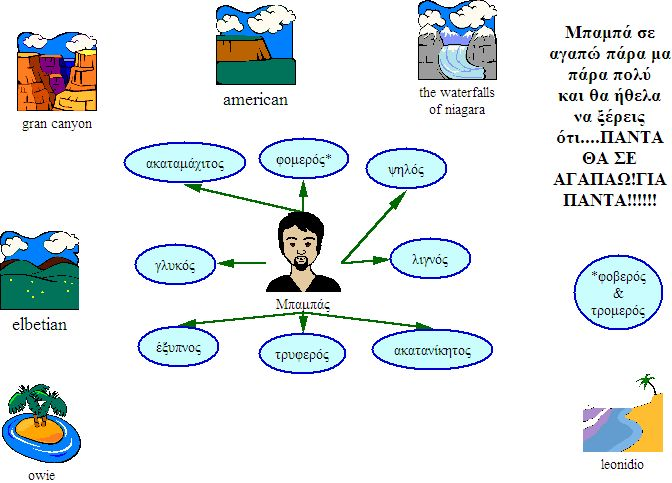 Μπαμπά σε
αγαπώ πάρα μα
πάρα πολύ
και θα ήθελα
να ξέρεις
ότι....ΠΑΝΤΑ
ΘΑ ΣΕ
ΑΓΑΠΑΩ!ΓΙΑ
ΠΑΝΤΑ!!!!!!
gran canyon
american
the waterfalls
of niagara
ακαταμάχιτος
φομερός*
ψηλός
γλυκός
λιγνός
Μπαμπάς
έξυπνος
τρυφερός
ακατανίκητος
*φοβερός
&
τρομερός
elbetian
owie
leonidio